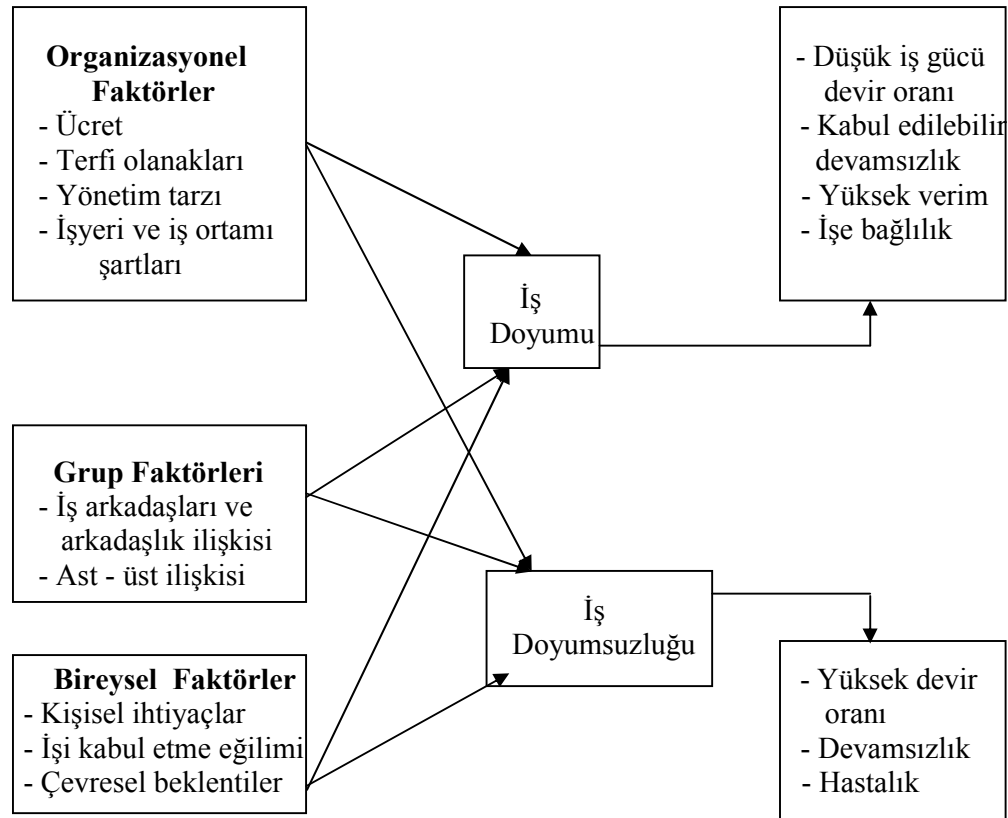 Organizasyonel
Faktörler
- Ücret
- Terfi olanakları
- Yönetim tarzı
- İşyeri ve iş ortamı
şartları
Grup Faktörleri
- İş arkadaşları ve
arkadaşlık ilişkisi
- Ast - üst ilişkisi
Bireysel Faktörler
- Kişisel ihtiyaçlar
- İşi kabul etme eğilimi
- Çevresel beklentiler
İş
Doyumu
İş
Doyumsuzluğu
- Düşük iş gücü
devir oranı
- Kabul edilebilir
devamsızlık
- Yüksek verim
- İşe bağlılık
- Yüksek devir
oranı
- Devamsızlık
- Hastalık